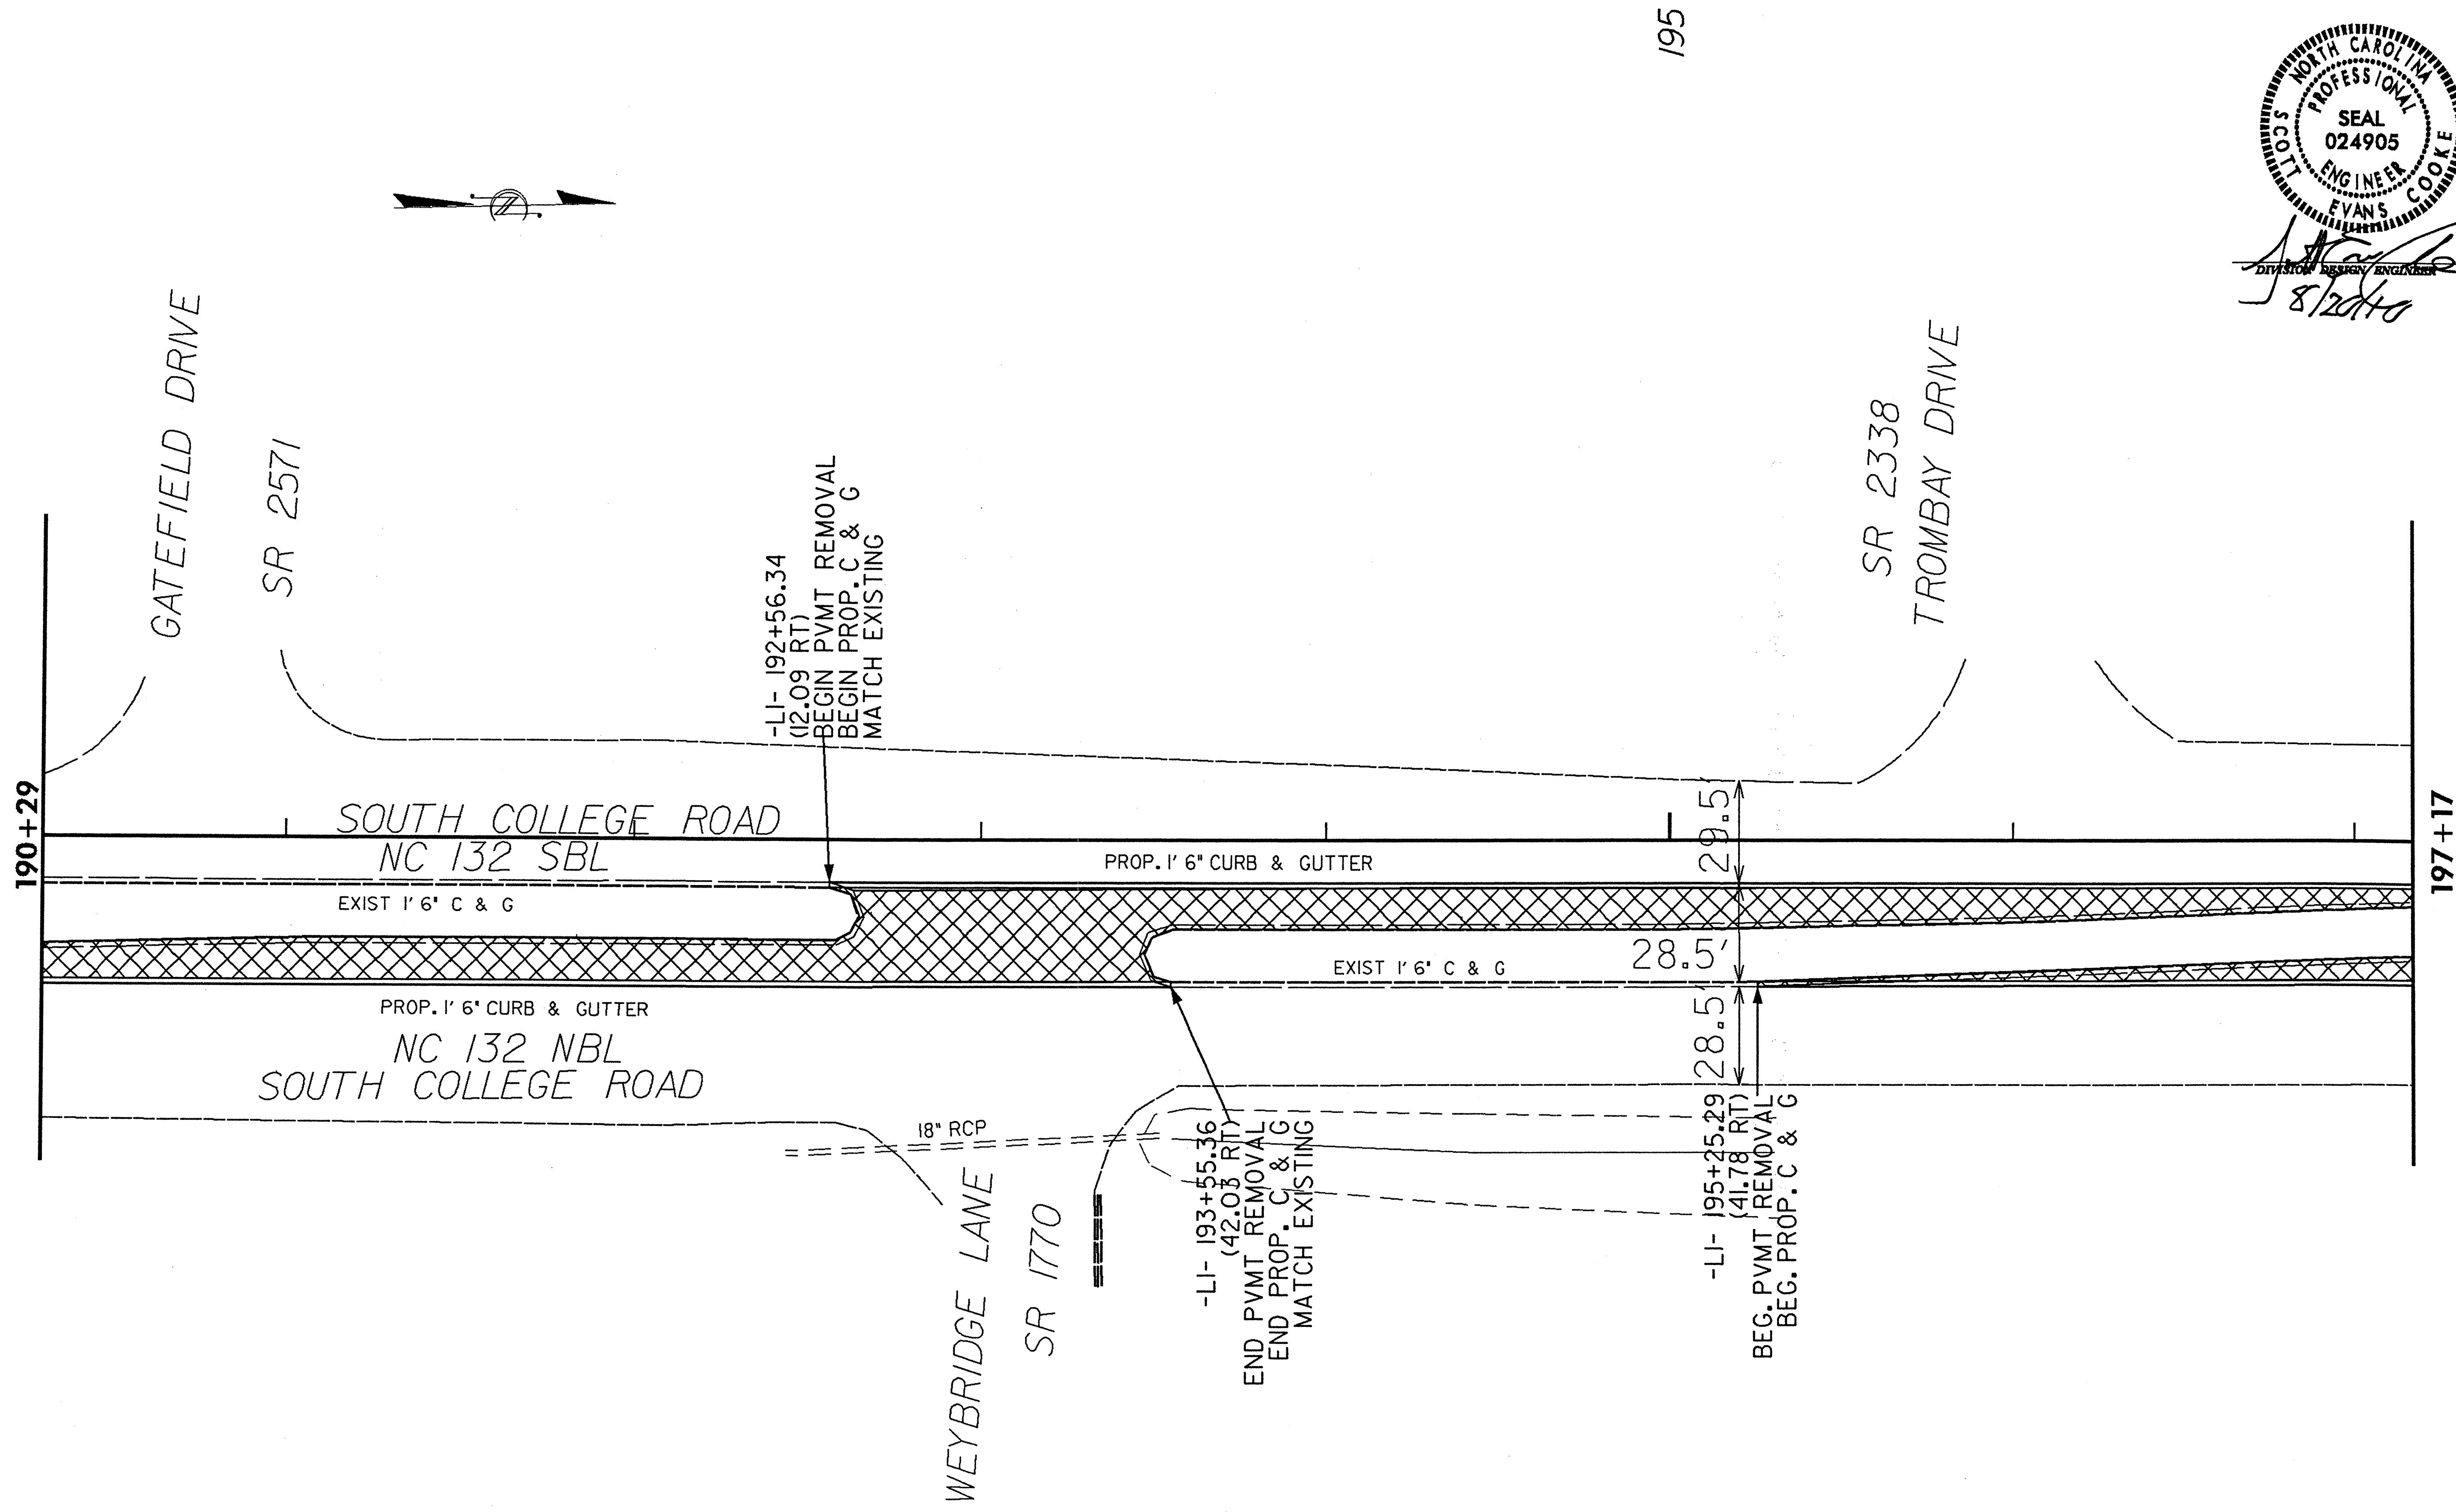 195
NORTH CAROLINA
PROFESSIONAL
SEAL
024905
ENGINEER
SCOTT EVANS COOKE
DIVISION DESIGN ENGINEER
GATEFIELD DRIVE
SR 2571
-L1- 192+56.34
(12.09 RT)
BEGIN PVMT REMOVAL
BEGIN PROP. C & G
MATCH EXISTING
SR 2338
TROMBAY DRIVE
190+29
197+17
SOUTH COLLEGE ROAD
NC 132 SBL
PROP. 1' 6" CURB & GUTTER
29.5'
EXIST 1' 6" C & G
EXIST 1' 6" C & G
28.5'
PROP. 1' 6" CURB & GUTTER
28.5'
NC 132 NBL
SOUTH COLLEGE ROAD
18" RCP
WEYBRIDGE LANE
SR 1770
-L1- 193+55.36
(42.03 RT)
END PVMT REMOVAL
END PROP. C & G
MATCH EXISTING
-L1- 195+25.29
(41.78 RT)
BEG. PVMT REMOVAL
BEG. PROP. C & G